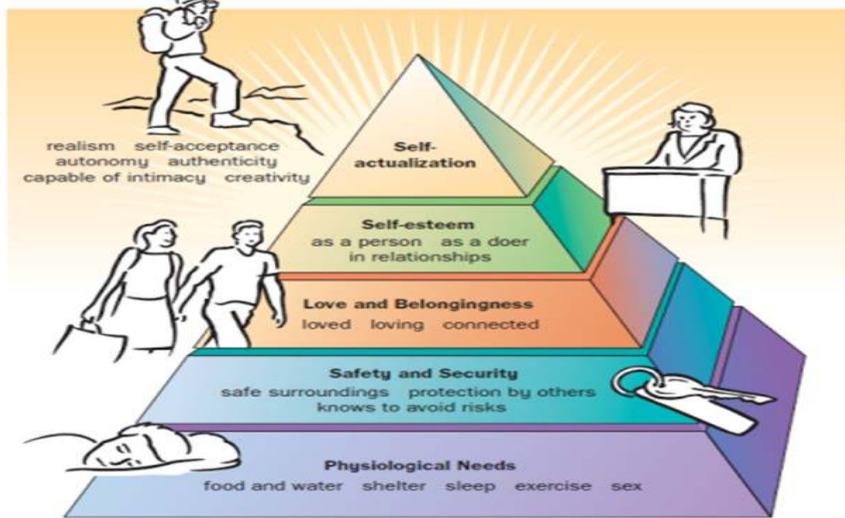 realism self-acceptance
autonomy authenticity
capable of intimacy creativity
Self-
actualization
Self-esteem
as a person as a doer
in relationships
Love and Belongingness
loved loving connected
Safety and Security
safe surroundings protection by others
knows to avoid risks
Physiological Needs
food and water shelter sleep exercise sex